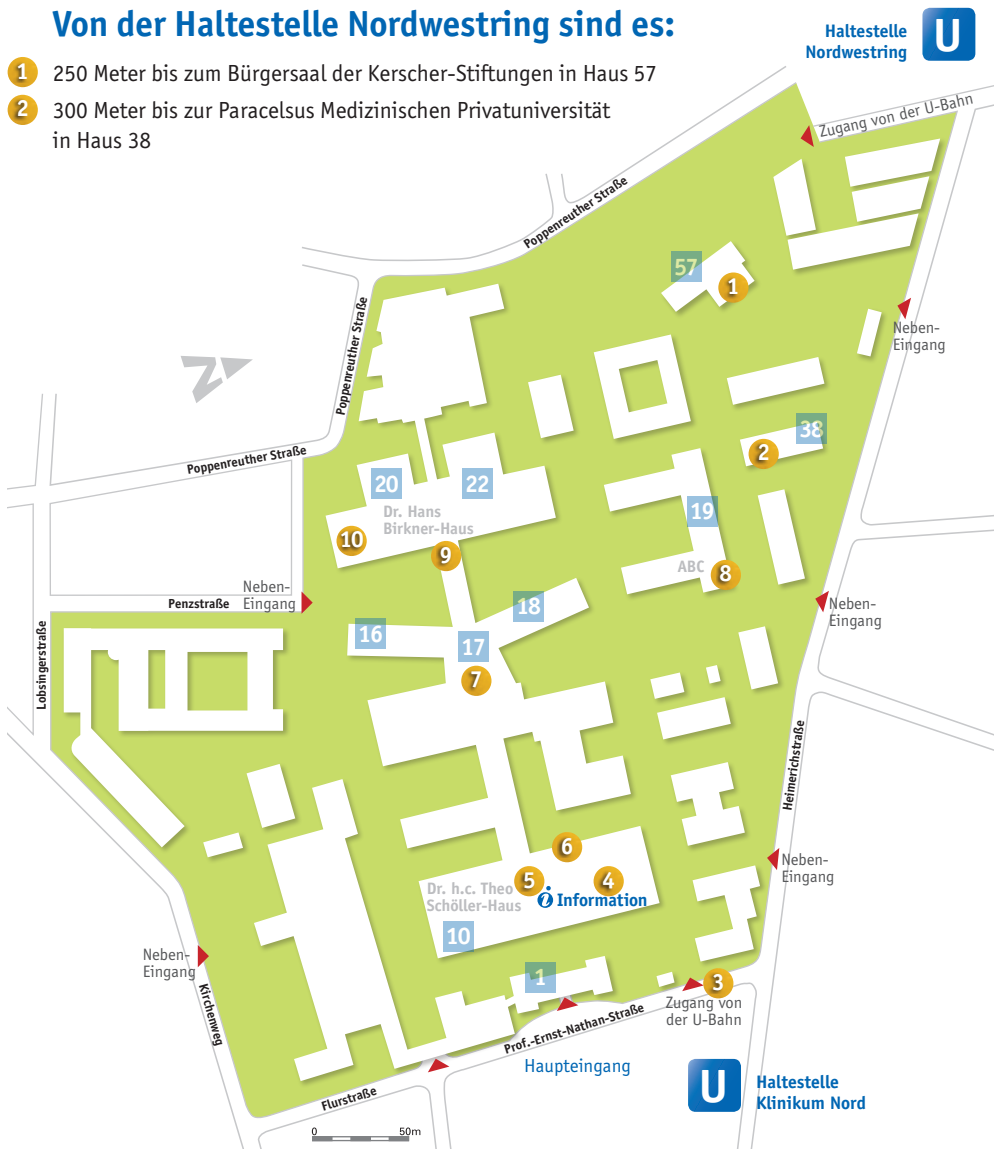 Von der Haltestelle Nordwestring sind es:
1 250 Meter bis zum Bürgersaal der Kerscher-Stiftungen in Haus 57
2 300 Meter bis zur Paracelsus Medizinischen Privatuniversität
in Haus 38
Haltestelle
Nordwestring
U
Zugang von der U-Bahn
Poppenreuther Straße
57
1
Neben-
Eingang
Poppenreuther Straße
N
38
2
Poppenreuther Straße
20
22
19
Dr. Hans
Birkner-Haus
10
9
ABC
8
Neben-
Eingang
Penzstraße
18
Neben-
Eingang
16
17
7
Lobsingerstraße
Heimerichstraße
6
Neben-
Eingang
5
4
Dr. h.c. Theo
Schöller-Haus
i Information
10
Neben-
Eingang
1
3
Kirchenweg
Zugang von
der U-Bahn
Prof.-Ernst-Nathan-Straße
Haupteingang
Flurstraße
U
Haltestelle
Klinikum Nord
0 50m